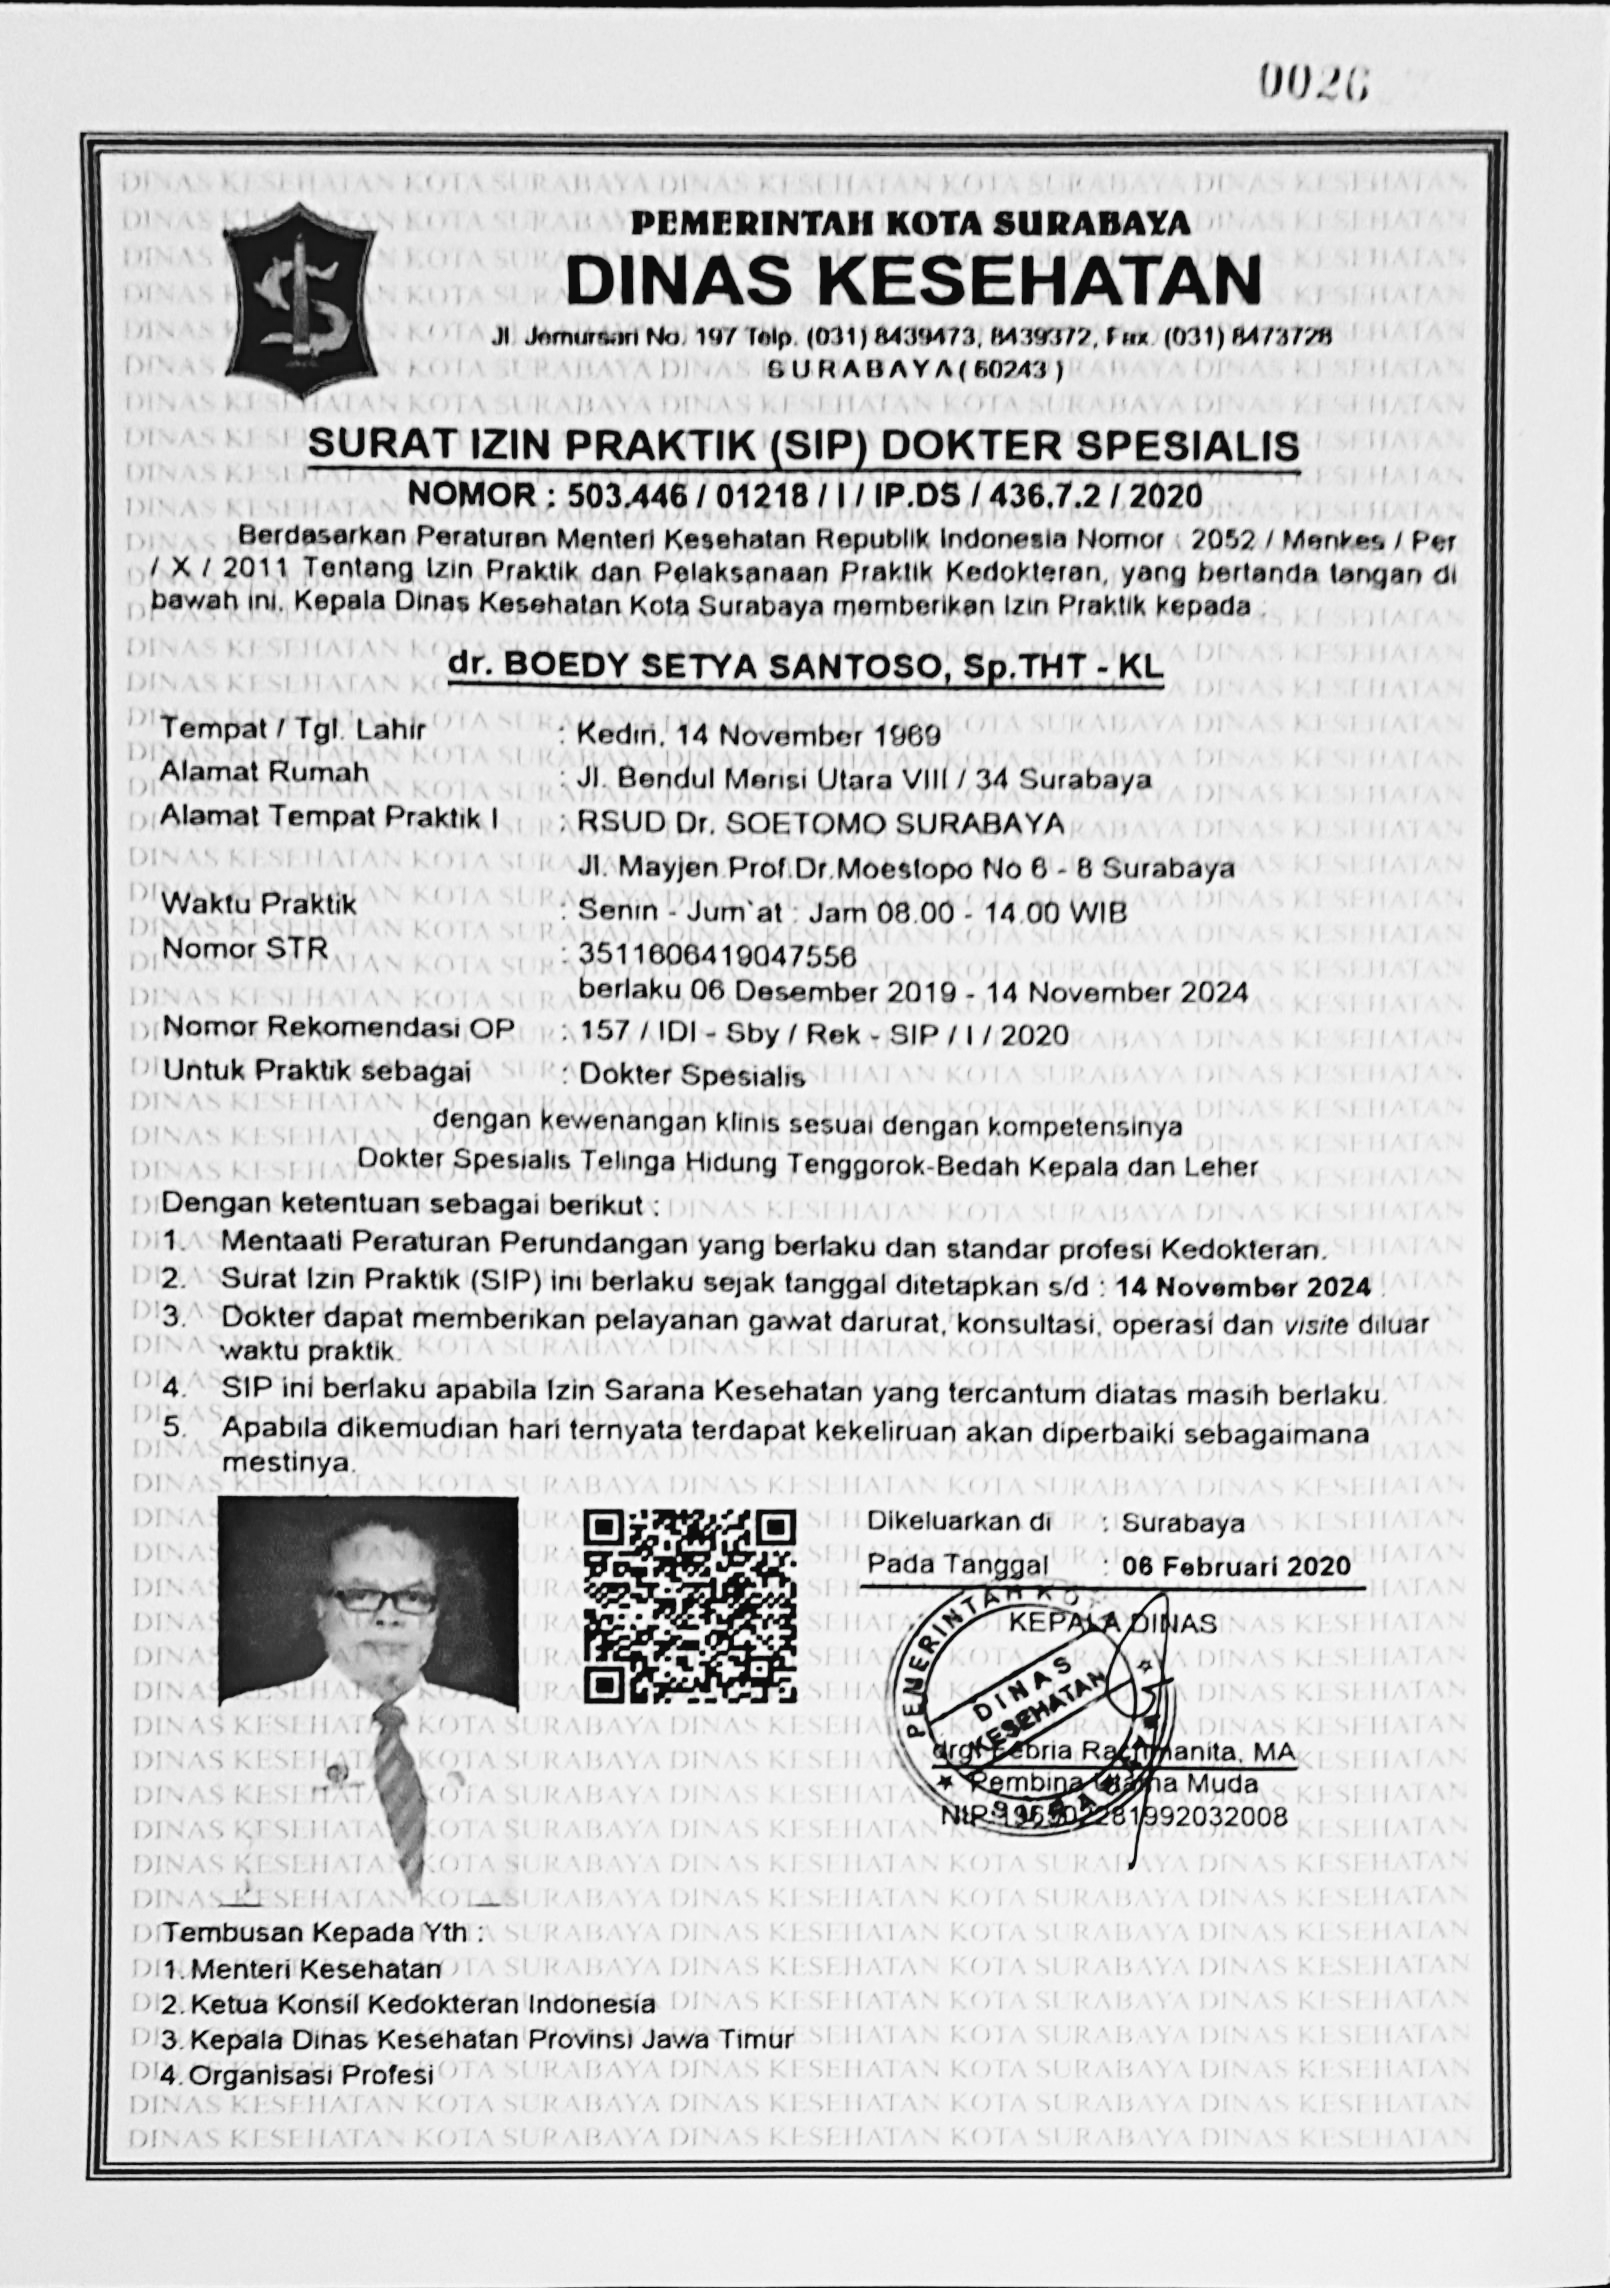 0026
PEMERINTAH KOTA SURABAYA
DINAS KESEHATAN
Jl. Jemursari No. 197 Telp. (031) 8439473, 8439372, Fax. (031) 8473728
SURABAYA ( 60243 )
SURAT IZIN PRAKTIK (SIP) DOKTER SPESIALIS
NOMOR : 503.446 / 01218 / I / IP.DS / 436.7.2 / 2020
Berdasarkan Peraturan Menteri Kesehatan Republik Indonesia Nomor : 2052 / Menkes / Per
/ X / 2011 Tentang Izin Praktik dan Pelaksanaan Praktik Kedokteran, yang bertanda tangan di
bawah ini, Kepala Dinas Kesehatan Kota Surabaya memberikan Izin Praktik kepada :
dr. BOEDY SETYA SANTOSO, Sp.THT - KL
Tempat / Tgl. Lahir : Kediri, 14 November 1969
Alamat Rumah : Jl. Bendul Merisi Utara VIII / 34 Surabaya
Alamat Tempat Praktik I : RSUD Dr. SOETOMO SURABAYA
Jl. Mayjen.Prof.Dr.Moestopo No 6 - 8 Surabaya
Waktu Praktik : Senin - Jum`at : Jam 08.00 - 14.00 WIB
Nomor STR : 3511606419047556
berlaku 06 Desember 2019 - 14 November 2024
Nomor Rekomendasi OP : 157 / IDI - Sby / Rek - SIP / I / 2020
Untuk Praktik sebagai : Dokter Spesialis
dengan kewenangan klinis sesuai dengan kompetensinya
Dokter Spesialis Telinga Hidung Tenggorok-Bedah Kepala dan Leher
Dengan ketentuan sebagai berikut :
1. Mentaati Peraturan Perundangan yang berlaku dan standar profesi Kedokteran.
2. Surat Izin Praktik (SIP) ini berlaku sejak tanggal ditetapkan s/d : 14 November 2024
3. Dokter dapat memberikan pelayanan gawat darurat, konsultasi, operasi dan visite diluar
waktu praktik.
4. SIP ini berlaku apabila Izin Sarana Kesehatan yang tercantum diatas masih berlaku.
5. Apabila dikemudian hari ternyata terdapat kekeliruan akan diperbaiki sebagaimana
mestinya.
Dikeluarkan di : Surabaya
Pada Tanggal : 06 Februari 2020
KEPALA DINAS
PEMERINTAH KOTA
DINAS
KESEHATAN
SURABAYA
drg. Febria Rachmanita, MA
Pembina Utama Muda
NIP. 196502281992032008
Tembusan Kepada Yth :
1. Menteri Kesehatan
2. Ketua Konsil Kedokteran Indonesia
3. Kepala Dinas Kesehatan Provinsi Jawa Timur
4. Organisasi Profesi